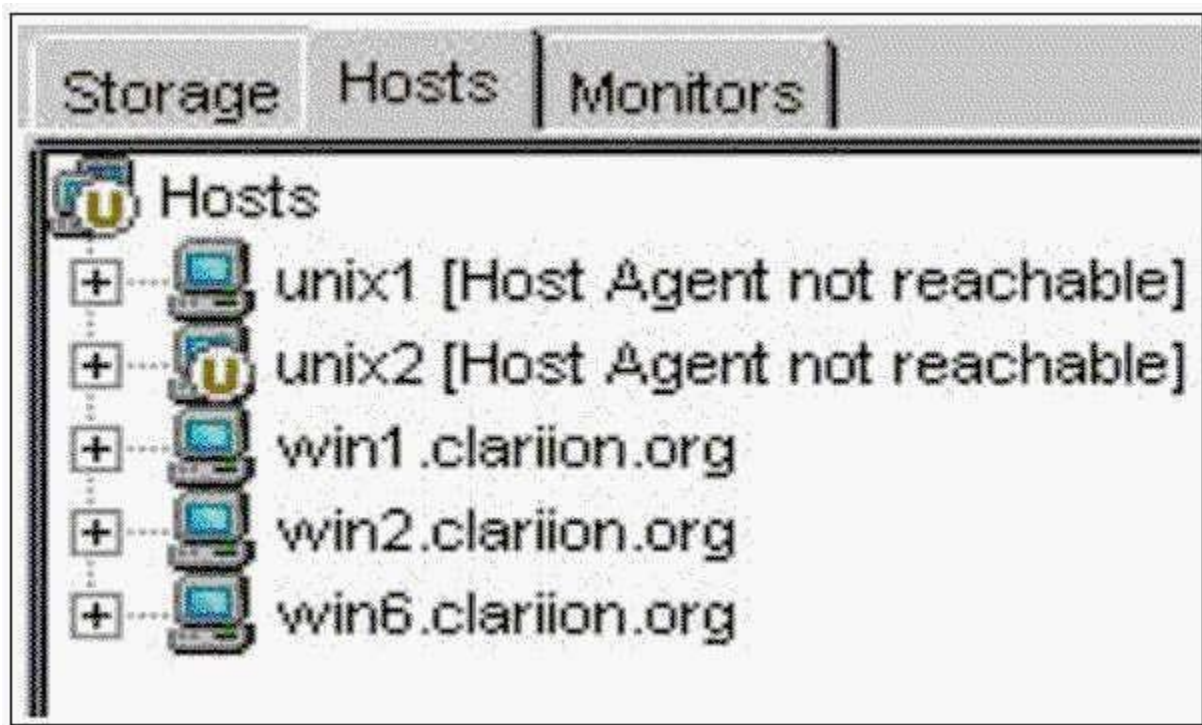 Storage Hosts Monitors
U Hosts
unix1 [Host Agent not reachable]
U unix2 [Host Agent not reachable]
win1.clariion.org
win2.clariion.org
win6.clariion.org